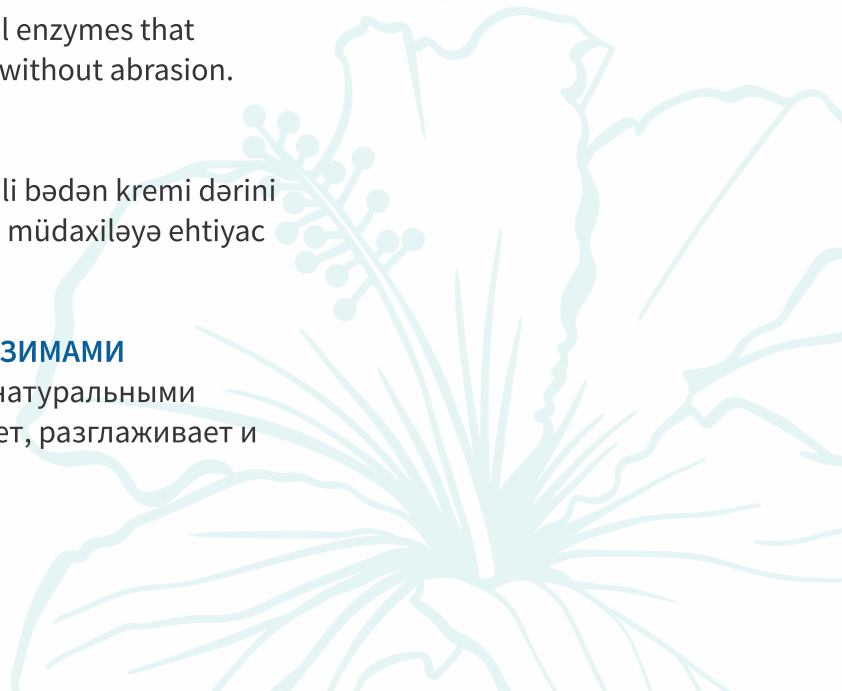 l enzymes that
without abrasion.
li bədən kremi dərini
müdaxiləyə ehtiyac
ЗИМАМИ
натуральными
ет, разглаживает и